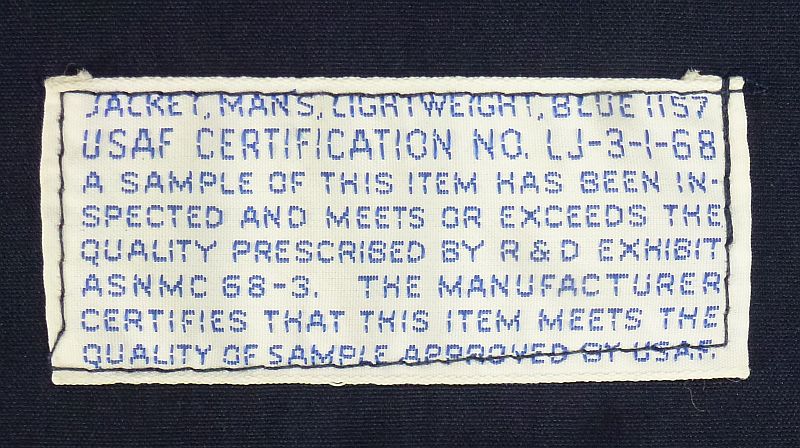 JACKET, MAN'S, LIGHTWEIGHT, BLUE 1157
USAF CERTIFICATION NO. LJ-3-1-68
A SAMPLE OF THIS ITEM HAS BEEN IN-
SPECTED AND MEETS OR EXCEEDS THE
QUALITY PRESCRIBED BY R & D EXHIBIT
ASNMC 68-3. THE MANUFACTURER
CERTIFIES THAT THIS ITEM MEETS THE
QUALITY OF SAMPLE APPROVED BY USAF.